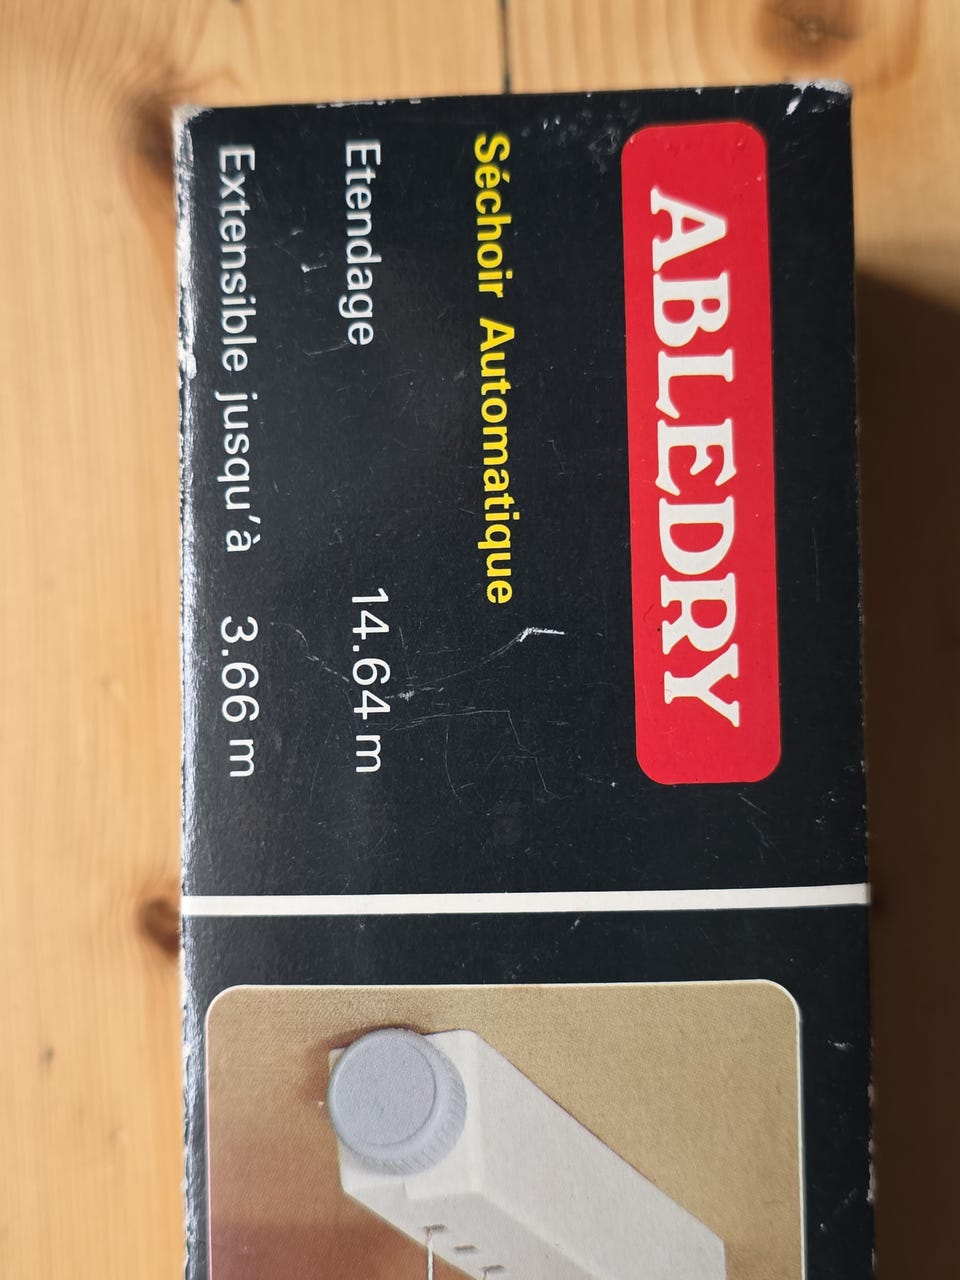 ABLEDRY
Séchoir Automatique
Etendage 14.64 m
Extensible jusqu'à 3.66 m